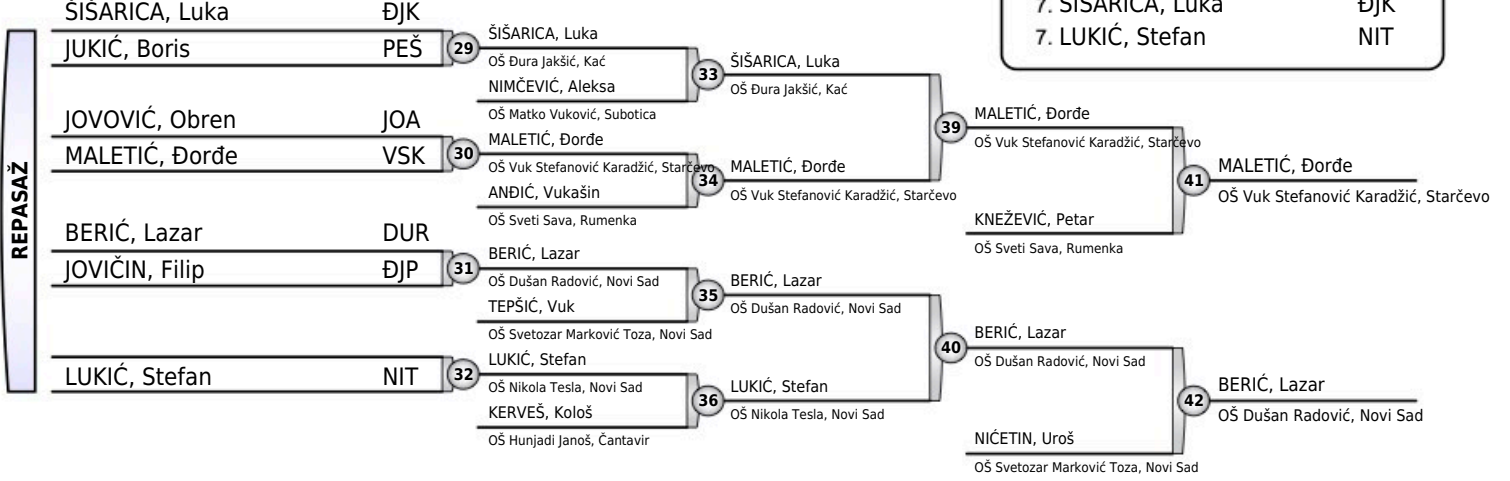 ŠIŠARICA, Luka ĐJK
JUKIĆ, Boris PEŠ
JOVOVIĆ, Obren JOA
MALETIĆ, Đorđe VSK
BERIĆ, Lazar DUR
JOVIČIN, Filip ĐJP
LUKIĆ, Stefan NIT
REPASAŽ
29
30
31
32
ŠIŠARICA, Luka
OŠ Đura Jakšić, Kać
NIMČEVIĆ, Aleksa
OŠ Matko Vuković, Subotica
MALETIĆ, Đorđe
OŠ Vuk Stefanović Karadžić, Starčevo
ANĐIĆ, Vukašin
OŠ Sveti Sava, Rumenka
BERIĆ, Lazar
OŠ Dušan Radović, Novi Sad
TEPŠIĆ, Vuk
OŠ Svetozar Marković Toza, Novi Sad
LUKIĆ, Stefan
OŠ Nikola Tesla, Novi Sad
KERVEŠ, Kološ
OŠ Hunjadi Janoš, Čantavir
33
34
35
36
ŠIŠARICA, Luka
OŠ Đura Jakšić, Kać
MALETIĆ, Đorđe
OŠ Vuk Stefanović Karadžić, Starčevo
BERIĆ, Lazar
OŠ Dušan Radović, Novi Sad
LUKIĆ, Stefan
OŠ Nikola Tesla, Novi Sad
39
40
MALETIĆ, Đorđe
OŠ Vuk Stefanović Karadžić, Starčevo
KNEŽEVIĆ, Petar
OŠ Sveti Sava, Rumenka
BERIĆ, Lazar
OŠ Dušan Radović, Novi Sad
NIĆETIN, Uroš
OŠ Svetozar Marković Toza, Novi Sad
41
42
MALETIĆ, Đorđe
OŠ Vuk Stefanović Karadžić, Starčevo
BERIĆ, Lazar
OŠ Dušan Radović, Novi Sad
7. ŠIŠARICA, Luka ĐJK
7. LUKIĆ, Stefan NIT